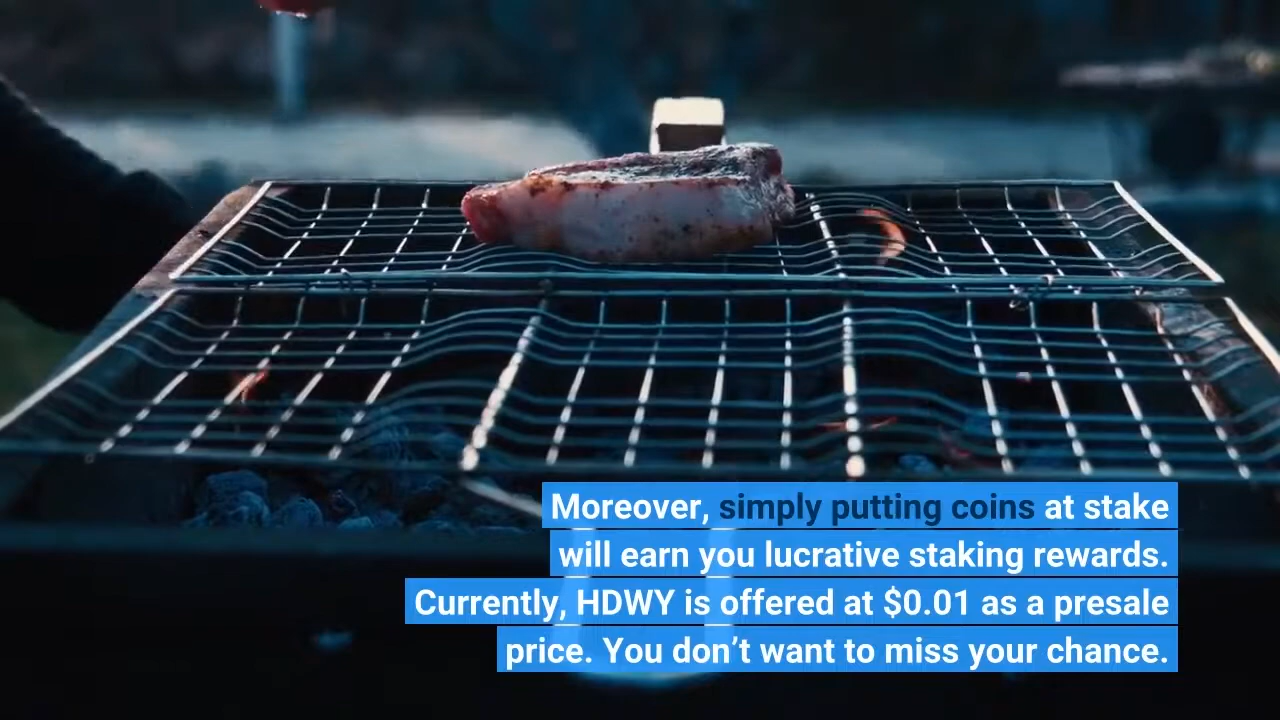 Moreover, simply putting coins at stake
will earn you lucrative staking rewards.
Currently, HDWY is offered at $0.01 as a presale
price. You don’t want to miss your chance.